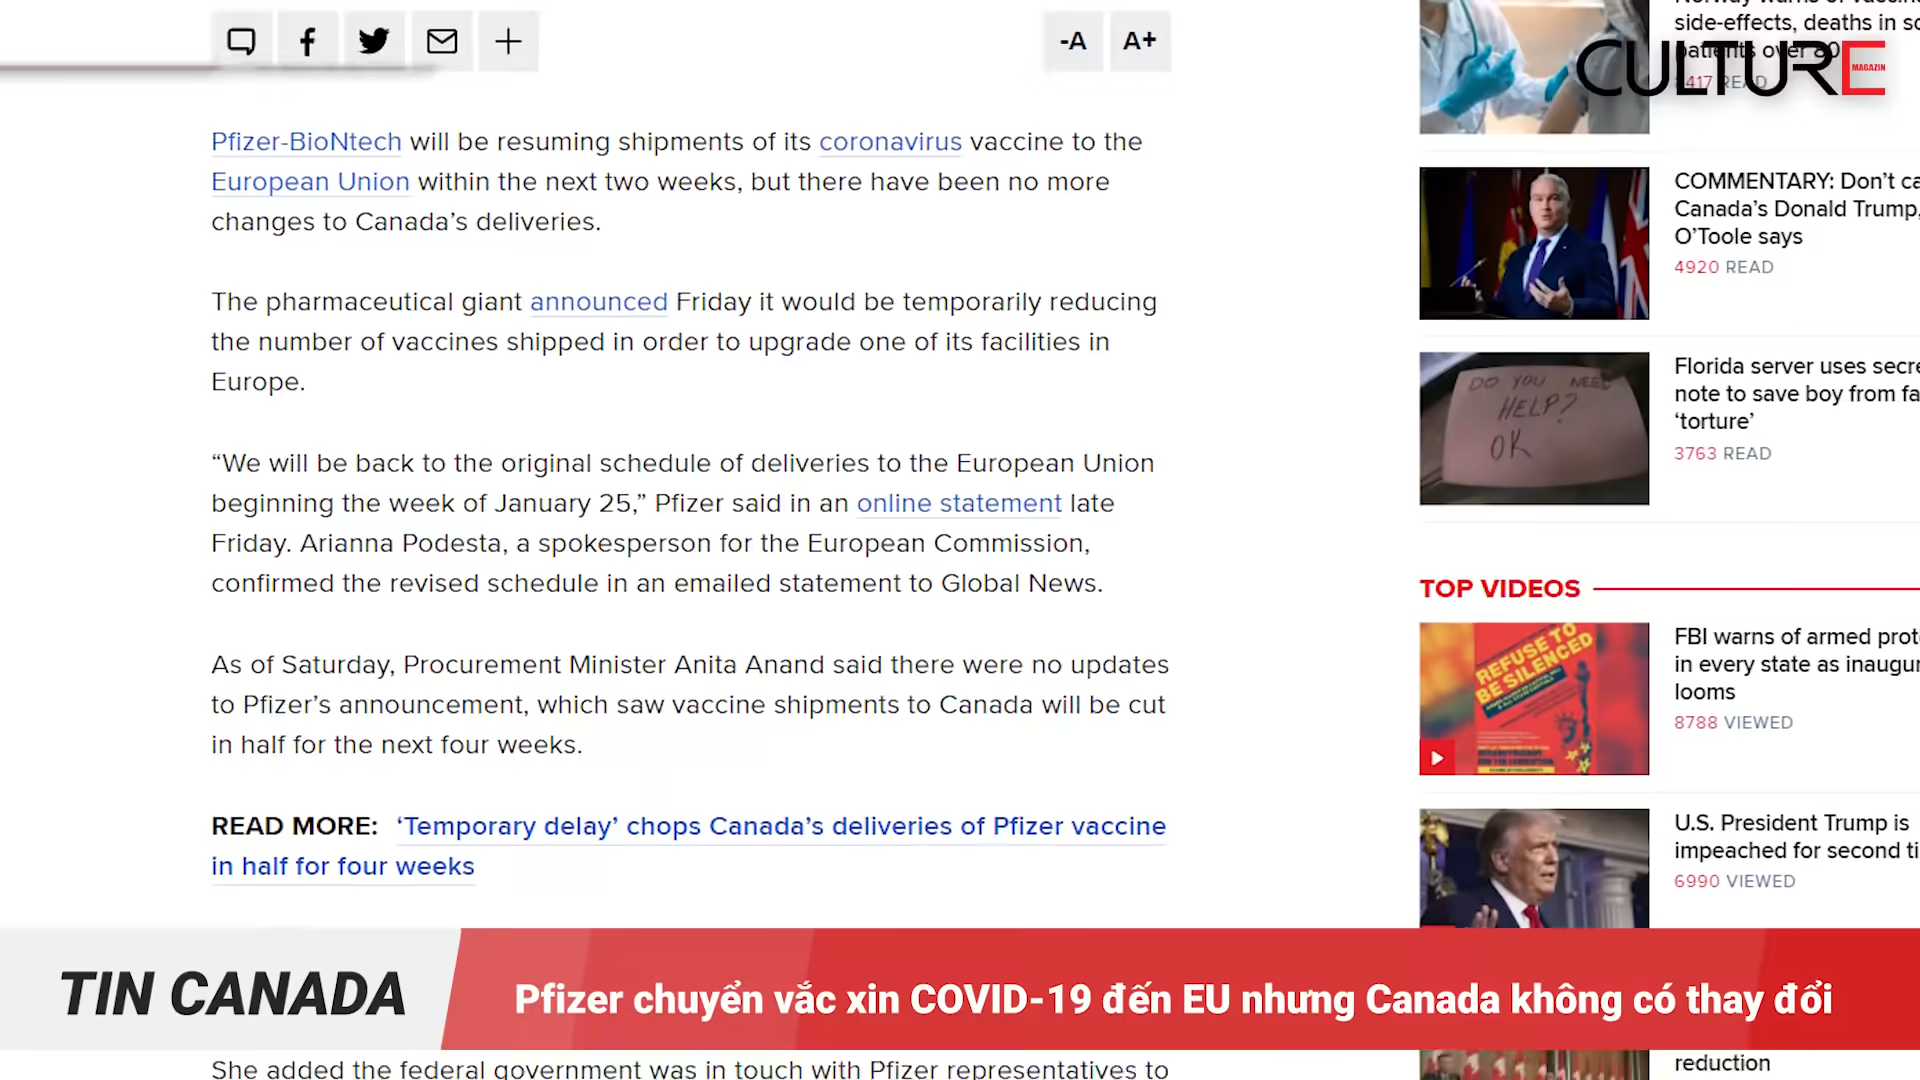 -A
A+
Pfizer-BioNtech will be resuming shipments of its coronavirus vaccine to the
European Union within the next two weeks, but there have been no more
changes to Canada’s deliveries.
The pharmaceutical giant announced Friday it would be temporarily reducing
the number of vaccines shipped in order to upgrade one of its facilities in
Europe.
“We will be back to the original schedule of deliveries to the European Union
beginning the week of January 25,” Pfizer said in an online statement late
Friday. Arianna Podesta, a spokesperson for the European Commission,
confirmed the revised schedule in an emailed statement to Global News.
As of Saturday, Procurement Minister Anita Anand said there were no updates
to Pfizer’s announcement, which saw vaccine shipments to Canada will be cut
in half for the next four weeks.
READ MORE: ‘Temporary delay’ chops Canada’s deliveries of Pfizer vaccine
in half for four weeks
She added the federal government was in touch with Pfizer representatives to
side-effects, deaths in
patients over 80
READ
CULTURE
MAGAZIN
COMMENTARY: Don’t
Canada’s Donald Trump,
O’Toole says
4920 READ
DO YOU NEED
HELP?
OK
Florida server uses
note to save boy from
‘torture’
3763 READ
TOP VIDEOS
REFUSE TO
BE SILENCED
FBI warns of armed
in every state as
looms
8788 VIEWED
U.S. President Trump is
impeached for second
6990 VIEWED
reduction
TIN CANADA
Pfizer chuyển vắc xin COVID-19 đến EU nhưng Canada không có thay đổi